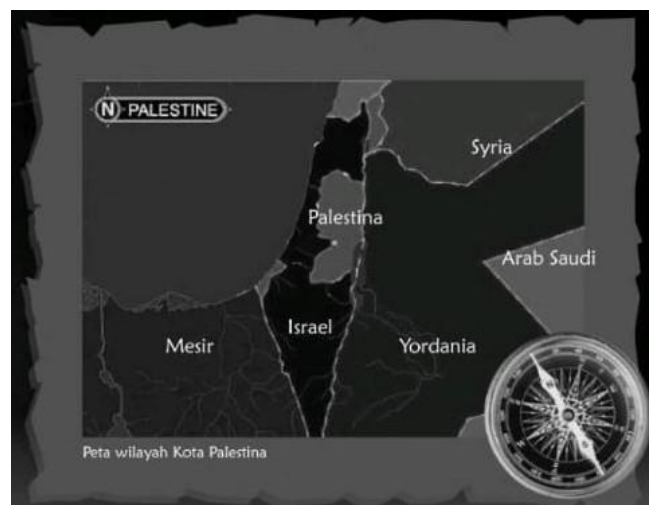 N PALESTINE
Syria
Palestina
Arab Saudi
Israel
Mesir
Yordania
Peta wilayah Kota Palestina